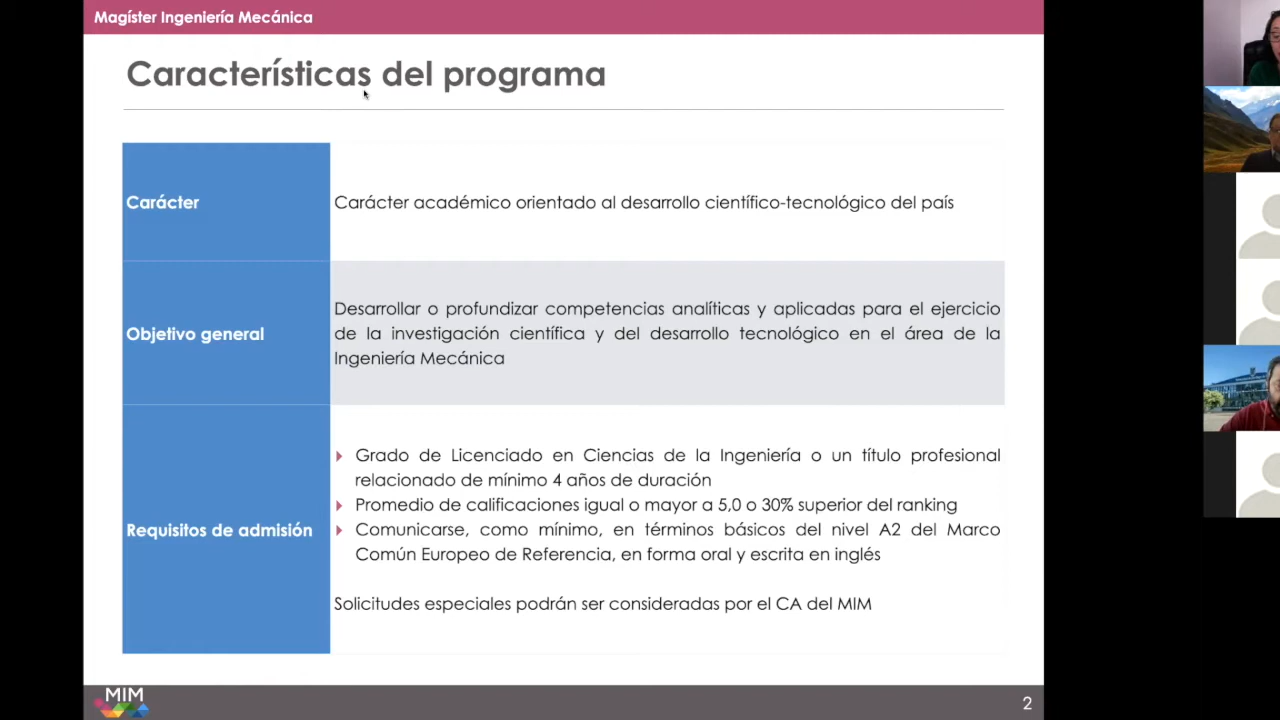 Magíster Ingeniería Mecánica
Características del programa
Carácter
Carácter académico orientado al desarrollo científico-tecnológico del país
Objetivo general
Desarrollar o profundizar competencias analíticas y aplicadas para el ejercicio
de la investigación científica y del desarrollo tecnológico en el área de la
Ingeniería Mecánica
Requisitos de admisión
Grado de Licenciado en Ciencias de la Ingeniería o un título profesional
relacionado de mínimo 4 años de duración
Promedio de calificaciones igual o mayor a 5,0 o 30% superior del ranking
Comunicarse, como mínimo, en términos básicos del nivel A2 del Marco
Común Europeo de Referencia, en forma oral y escrita en inglés
Solicitudes especiales podrán ser consideradas por el CA del MIM
MIM
2